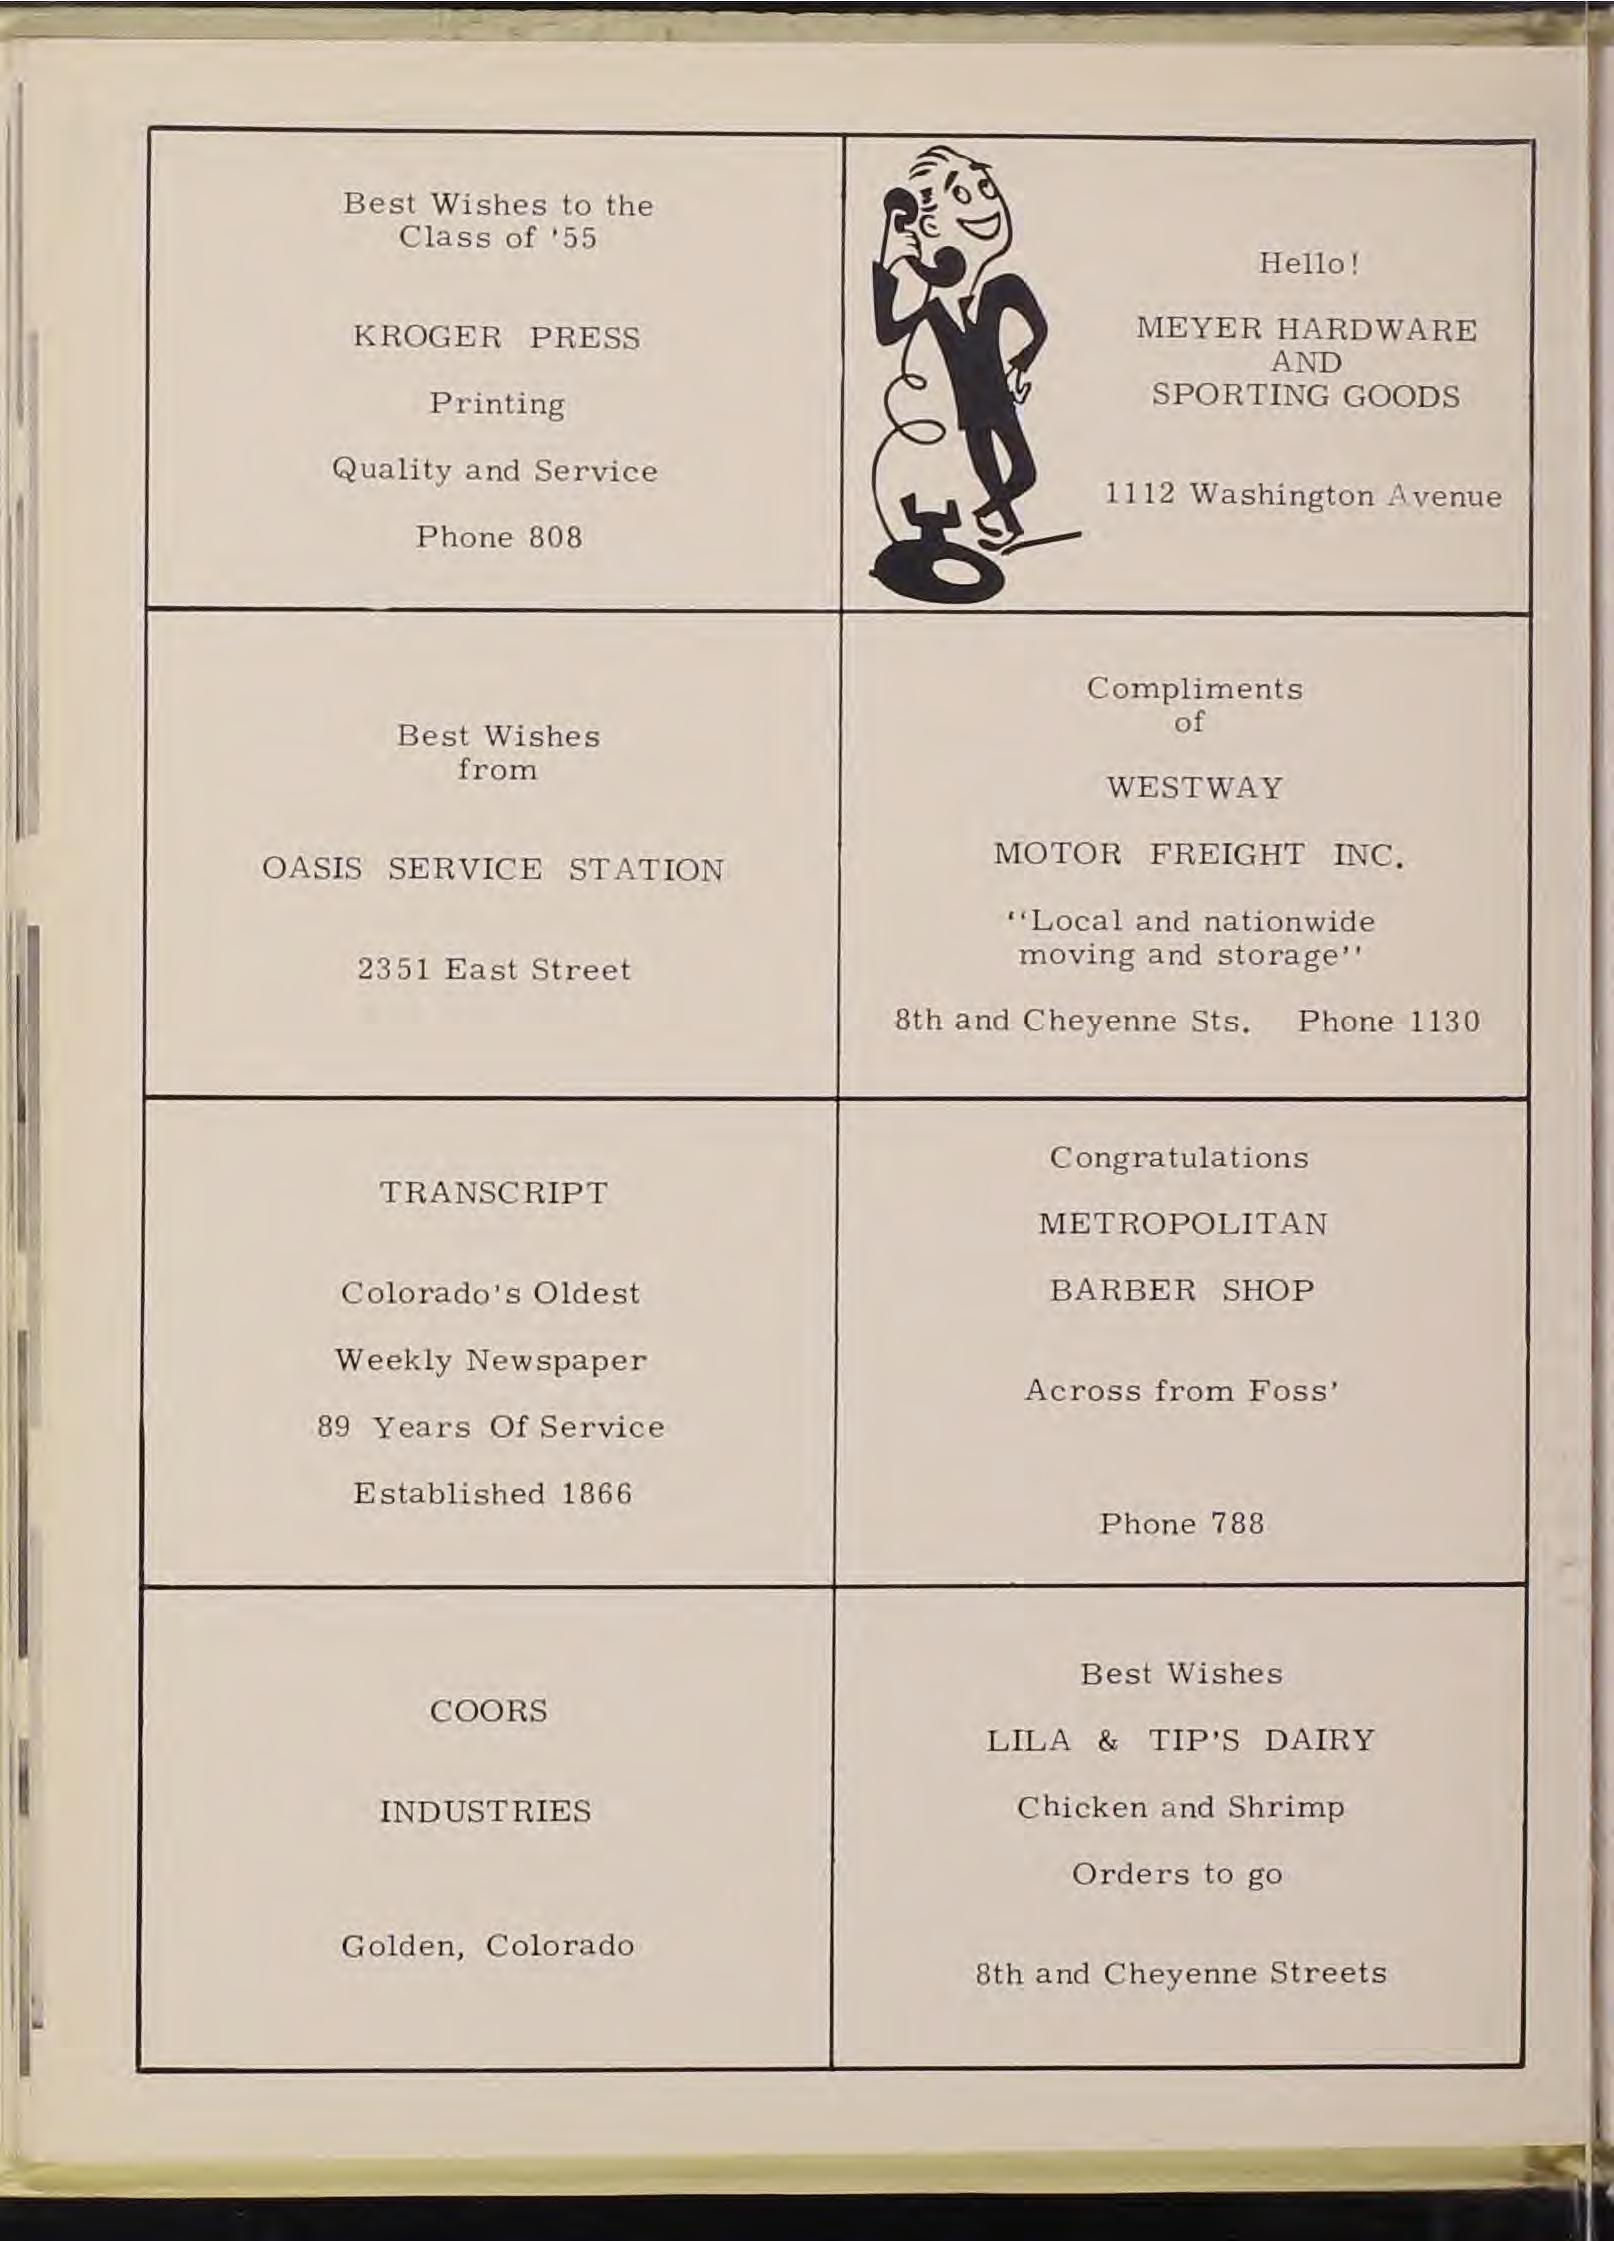 Best Wishes to the
Class of '55
KROGER PRESS
Printing
Quality and Service
Phone 808
Hello!
MEYER HARDWARE
AND
SPORTING GOODS
1112 Washington Avenue
Best Wishes
from
OASIS SERVICE STATION
2351 East Street
Compliments
of
WESTWAY
MOTOR FREIGHT INC.
"Local and nationwide
moving and storage"
8th and Cheyenne Sts. Phone 1130
TRANSCRIPT
Colorado's Oldest
Weekly Newspaper
89 Years Of Service
Established 1866
Congratulations
METROPOLITAN
BARBER SHOP
Across from Foss'
Phone 788
COORS
INDUSTRIES
Golden, Colorado
Best Wishes
LILA & TIP'S DAIRY
Chicken and Shrimp
Orders to go
8th and Cheyenne Streets